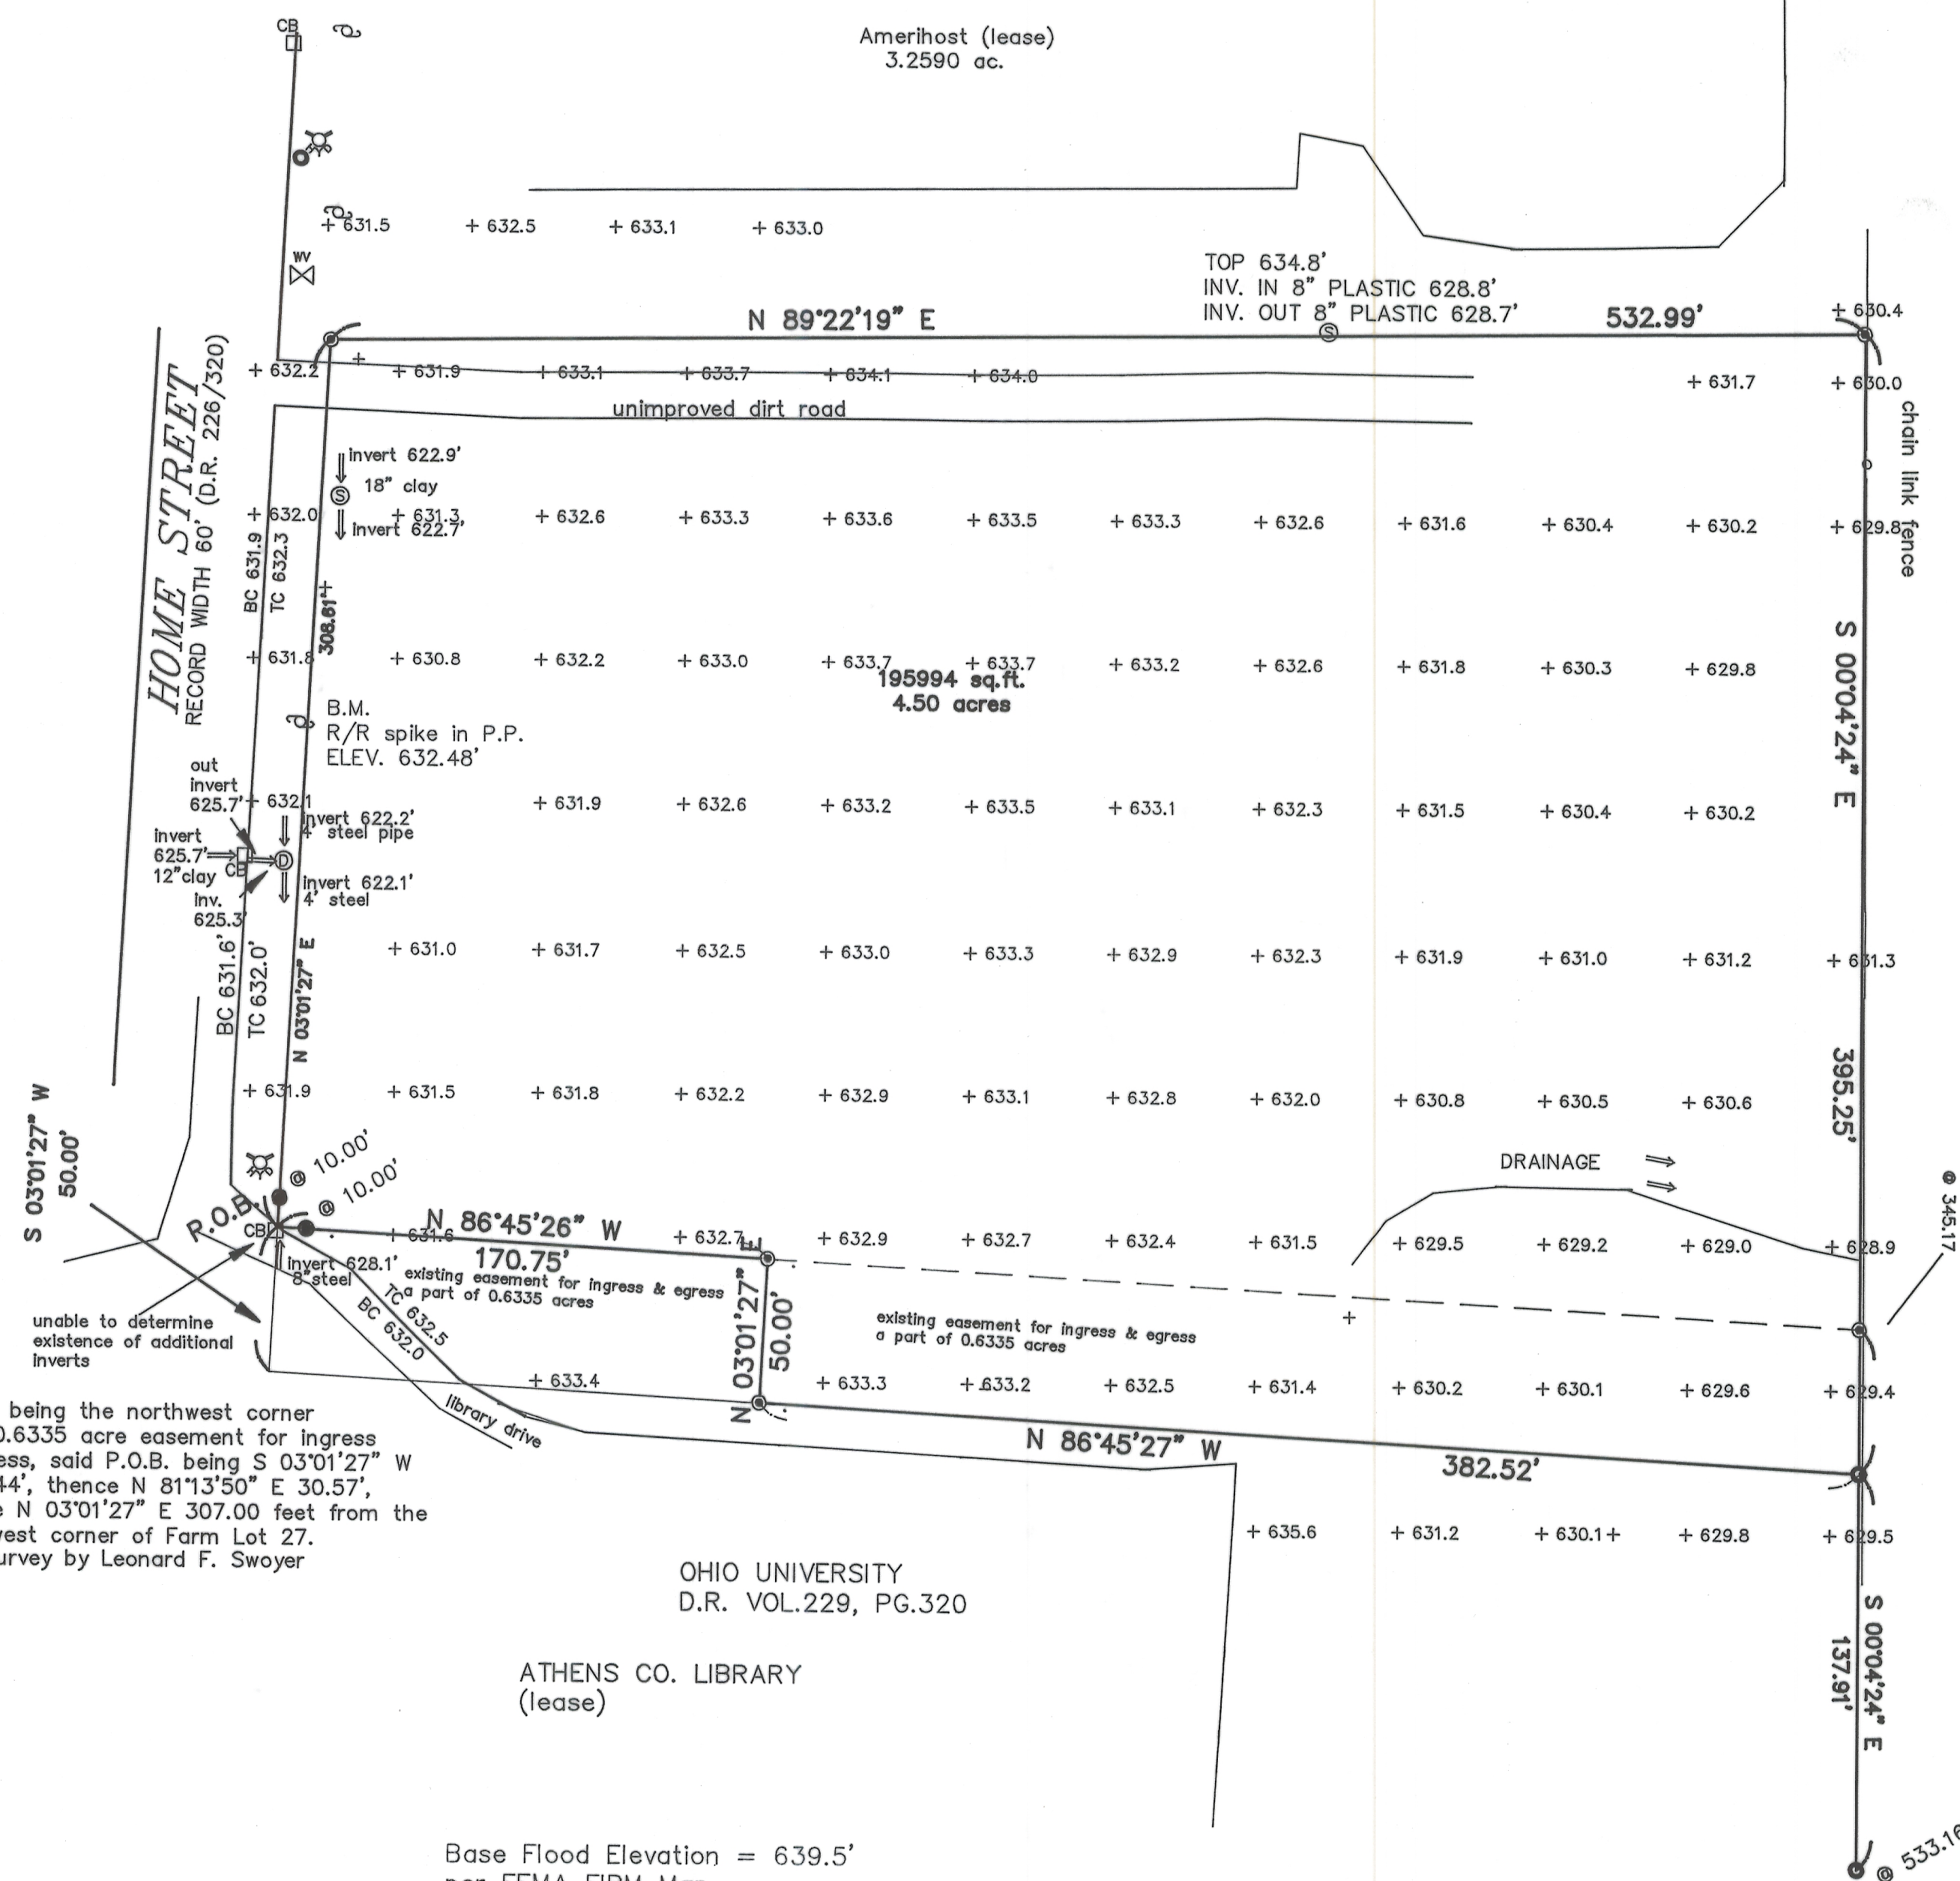 CB
Amerihost (lease)
3.2590 ac.
+ 631.5
+ 632.5
+ 633.1
+ 633.0
WV
TOP 634.8'
INV. IN 8" PLASTIC 628.8'
INV. OUT 8" PLASTIC 628.7'
S
N 89°22'19" E
532.99'
+ 630.4
HOME STREET
RECORD WIDTH 60' (D.R. 226/320)
+ 632.2
+
+ 631.9
+ 633.1
+ 633.7
+ 634.1
+ 634.0
+ 631.7
+ 630.0
unimproved dirt road
chain link fence
invert 622.9'
S
18" clay
invert 622.7'
+ 632.0
+ 631.3
+ 632.6
+ 633.3
+ 633.6
+ 633.5
+ 633.3
+ 632.6
+ 631.6
+ 630.4
+ 630.2
+ 629.8
BC 631.9
TC 632.3
308.61'
+
S 00°04'24" E
+ 631.8
+ 630.8
+ 632.2
+ 633.0
+ 633.7
+ 633.7
+ 633.2
+ 632.6
+ 631.8
+ 630.3
+ 629.8
195994 sq.ft.
4.50 acres
B.M.
R/R spike in P.P.
ELEV. 632.48'
out
invert
625.7'
+ 632.1
+ 631.9
+ 632.6
+ 633.2
+ 633.5
+ 633.1
+ 632.3
+ 631.5
+ 630.4
+ 630.2
invert 622.2'
4' steel pipe
invert
625.7'
12"clay
CB
D
invert 622.1'
4' steel
inv.
625.3'
BC 631.6'
TC 632.0'
N 03°01'27" E
+ 631.0
+ 631.7
+ 632.5
+ 633.0
+ 633.3
+ 632.9
+ 632.3
+ 631.9
+ 631.0
+ 631.2
+ 631.3
395.25'
+ 631.9
+ 631.5
+ 631.8
+ 632.2
+ 632.9
+ 633.1
+ 632.8
+ 632.0
+ 630.8
+ 630.5
+ 630.6
S 03°01'27" W
50.00'
@ 10.00'
@ 10.00'
P.O.B.
CB
DRAINAGE
@ 345.17
N 86°45'26" W
170.75'
+ 631.6
+ 632.7
+ 632.9
+ 632.7
+ 632.4
+ 631.5
+ 629.5
+ 629.2
+ 629.0
+ 628.9
invert 628.1'
8"steel
existing easement for ingress & egress
a part of 0.6335 acres
TC 632.5
BC 632.0
N 03°01'27" E
50.00'
existing easement for ingress & egress
a part of 0.6335 acres
+
unable to determine
existence of additional
inverts
+ 633.4
+ 633.3
+ 633.2
+ 632.5
+ 631.4
+ 630.2
+ 630.1
+ 629.6
+ 629.4
library drive
N 86°45'27" W
382.52'
being the northwest corner
0.6335 acre easement for ingress
ess, said P.O.B. being S 03°01'27" W
44', thence N 81°13'50" E 30.57',
e N 03°01'27" E 307.00 feet from the
west corner of Farm Lot 27.
urvey by Leonard F. Swoyer
+ 635.6
+ 631.2
+ 630.1+
+ 629.8
+ 629.5
OHIO UNIVERSITY
D.R. VOL.229, PG.320
S 00°04'24" E
137.91'
ATHENS CO. LIBRARY
(lease)
Base Flood Elevation = 639.5'
per FEMA FIRM Map
@ 533.16